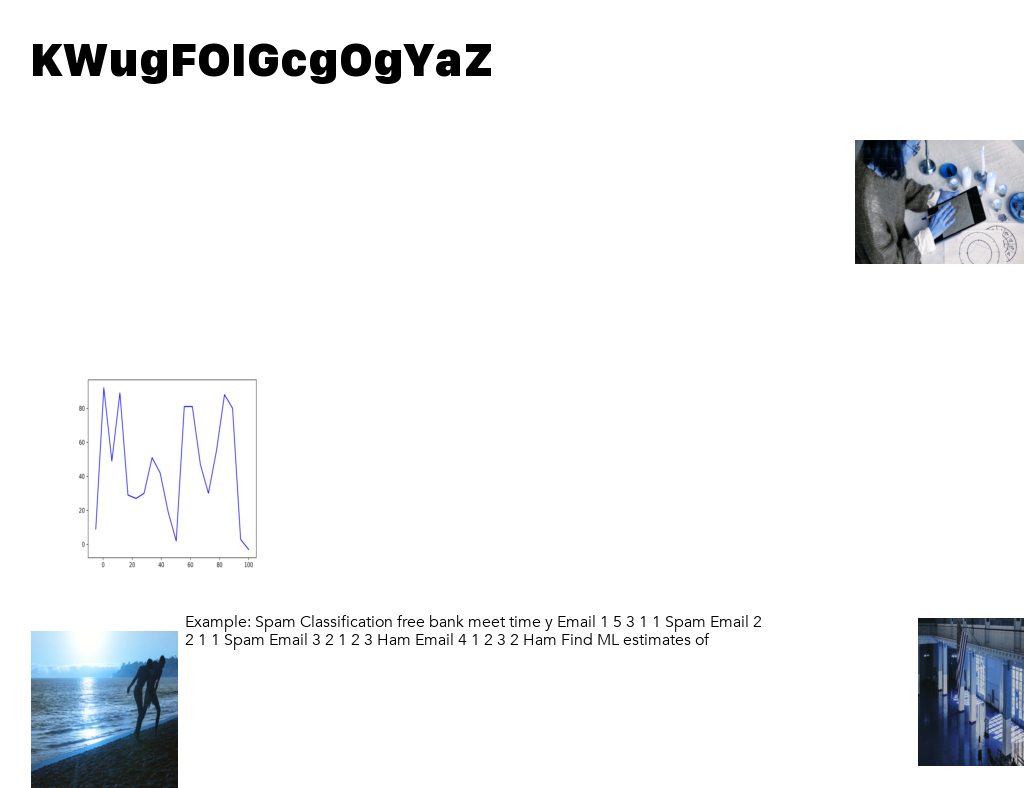 KWugFOIGcgOgYaZ
80
60
40
20
0
0 20 40 60 80 100
Example: Spam Classification free bank meet time y Email 1 5 3 1 1 Spam Email 2
2 1 1 Spam Email 3 2 1 2 3 Ham Email 4 1 2 3 2 Ham Find ML estimates of